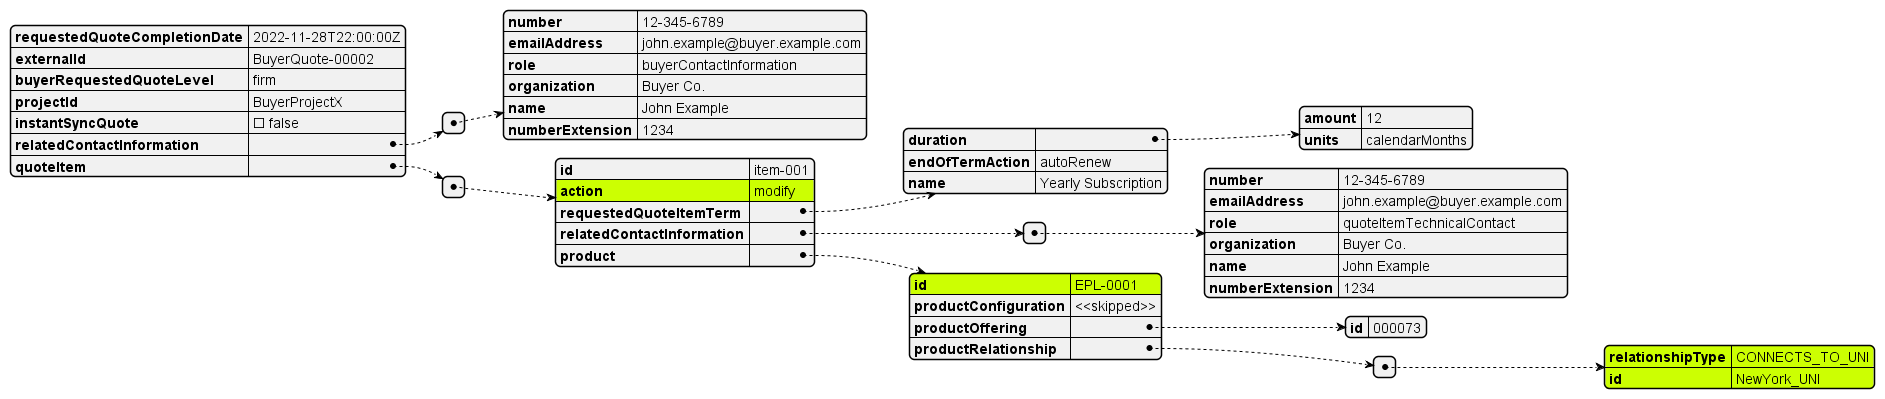 requestedQuoteCompletionDate 2022-11-28T22:00:00Z
externalId BuyerQuote-00002
buyerRequestedQuoteLevel firm
projectId BuyerProjectX
instantSyncQuote ☐ false
relatedContactInformation
quoteItem
number 12-345-6789
emailAddress john.example@buyer.example.com
role buyerContactInformation
organization Buyer Co.
name John Example
numberExtension 1234
id item-001
action modify
requestedQuoteItemTerm
relatedContactInformation
product
duration
endOfTermAction autoRenew
name Yearly Subscription
amount 12
units calendarMonths
number 12-345-6789
emailAddress john.example@buyer.example.com
role quoteItemTechnicalContact
organization Buyer Co.
name John Example
numberExtension 1234
id EPL-0001
productConfiguration <<skipped>>
productOffering
productRelationship
id 000073
relationshipType CONNECTS_TO_UNI
id NewYork_UNI